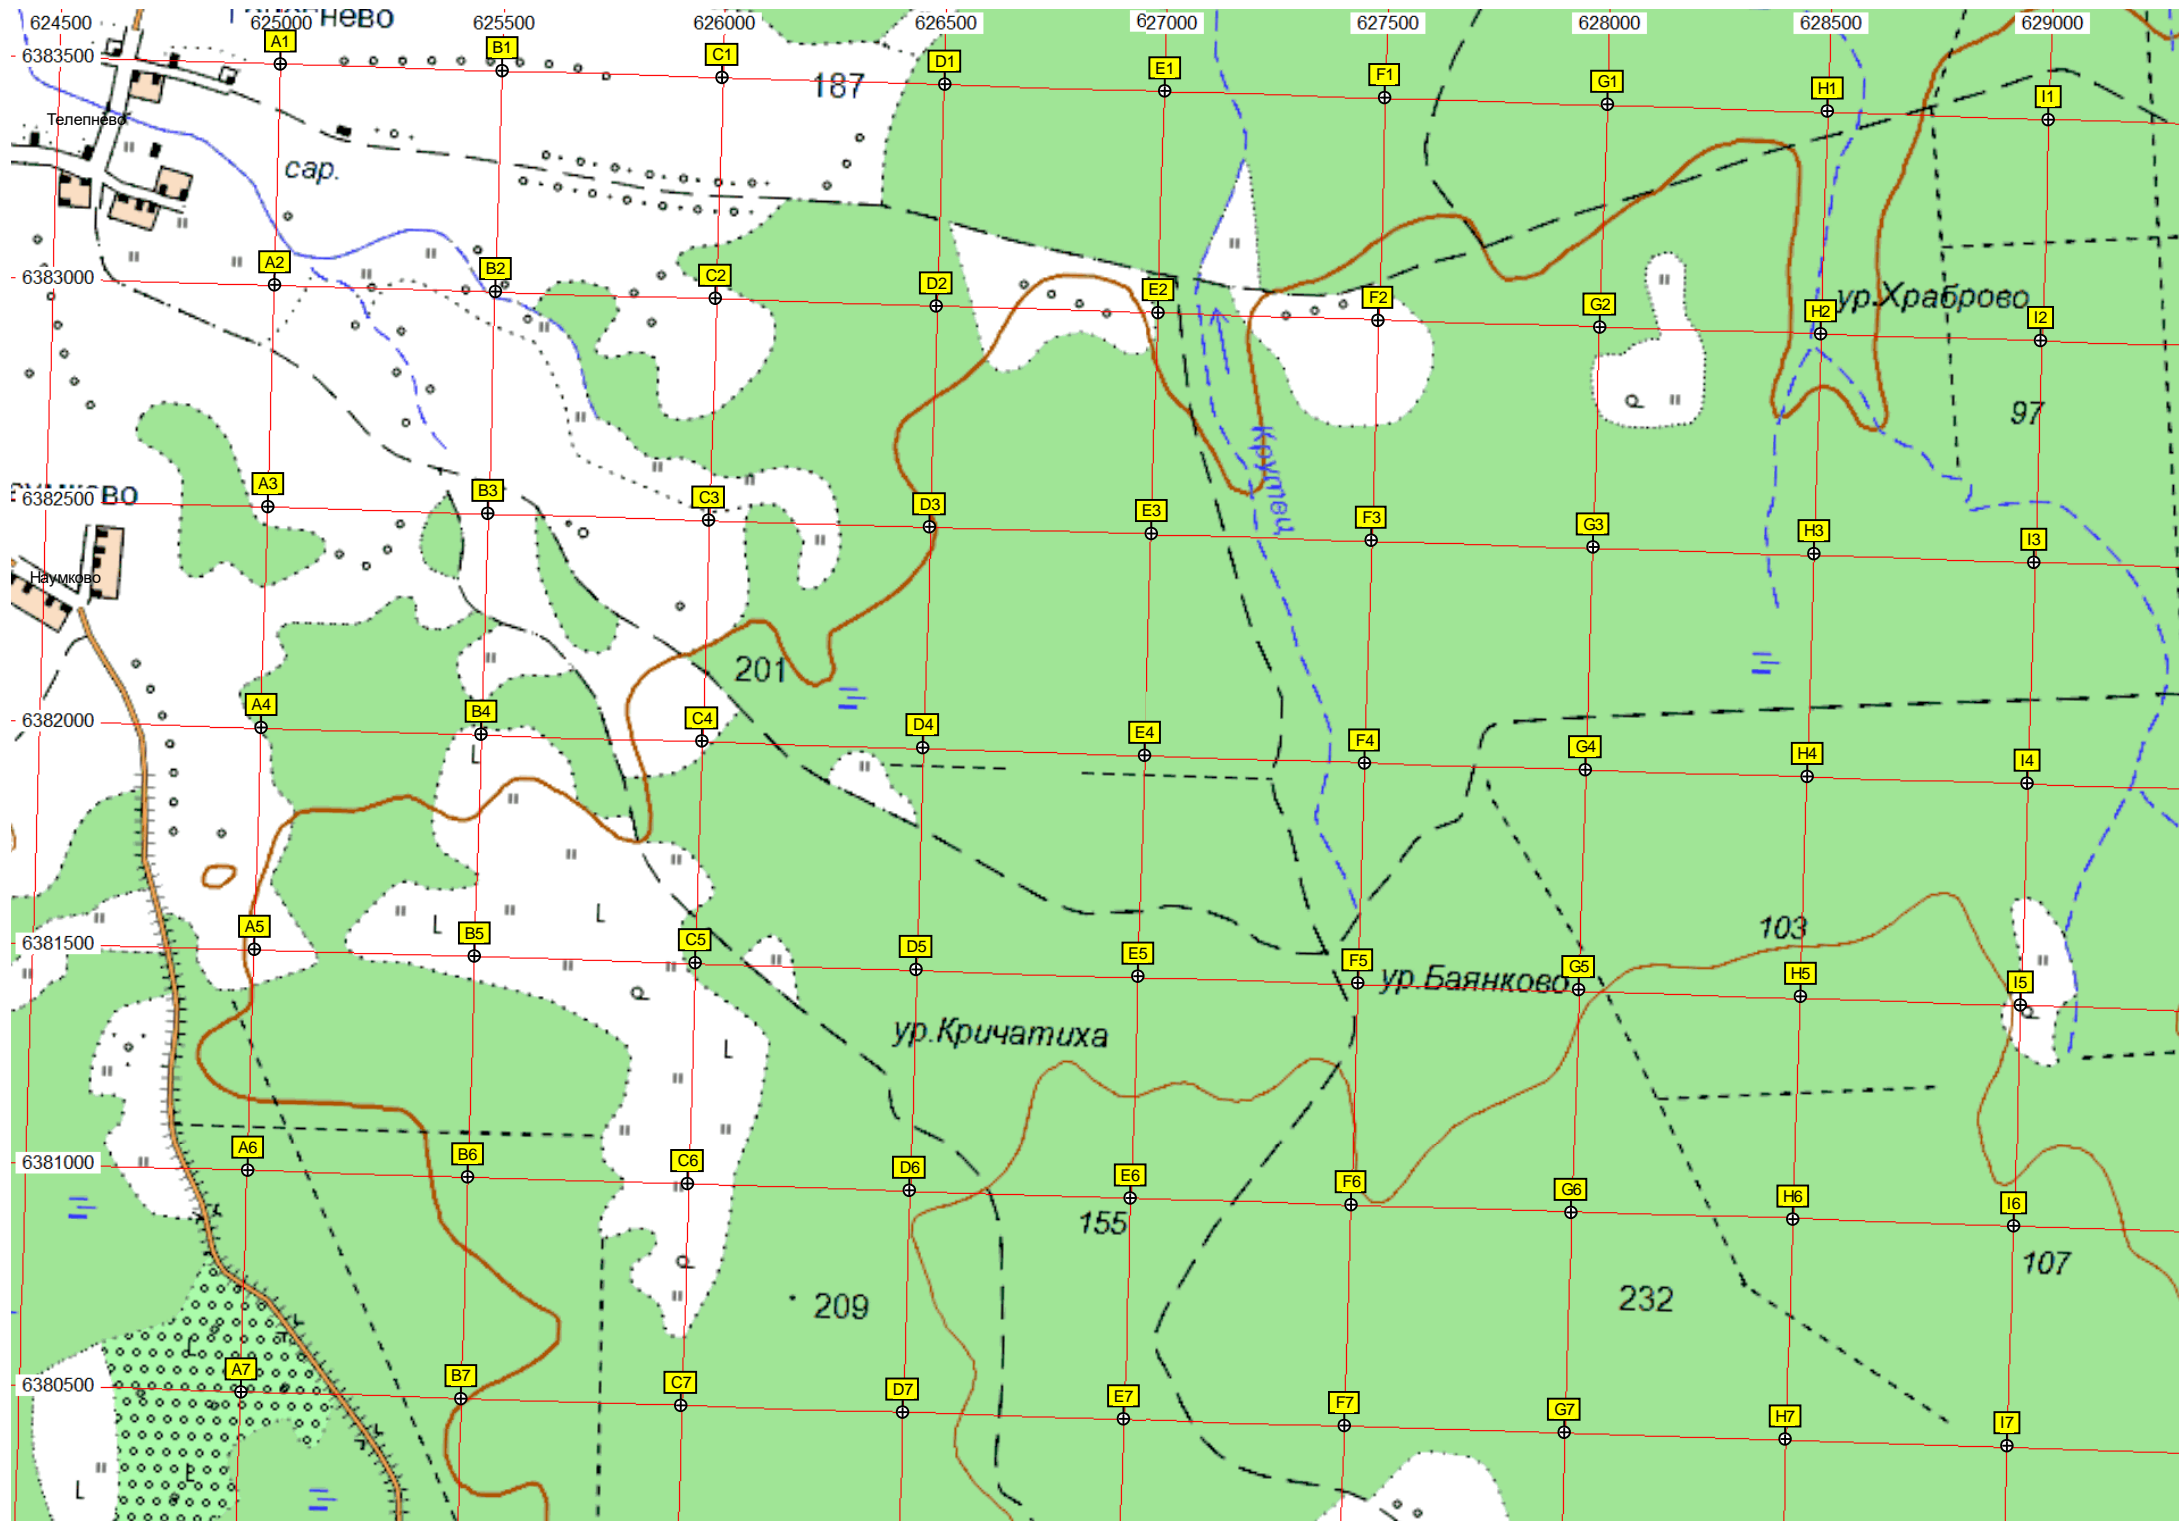 624500 625000 625500 626000 626500 627000 627500 628000 628500 629000
6383500 A1 B1 C1 D1 E1 F1 G1 H1 I1
187
Телепнево
сар.
6383000 A2 B2 C2 D2 E2 F2 G2 H2 I2
ур.Храброво
97
Крутец
6382500 A3 B3 C3 D3 E3 F3 G3 H3 I3
Наумково
201
6382000 A4 B4 C4 D4 E4 F4 G4 H4 I4
103
6381500 A5 B5 C5 D5 E5 F5 G5 H5 I5
ур.Баянково
ур.Кричатиха
6381000 A6 B6 C6 D6 E6 F6 G6 H6 I6
155
107
209
232
6380500 A7 B7 C7 D7 E7 F7 G7 H7 I7